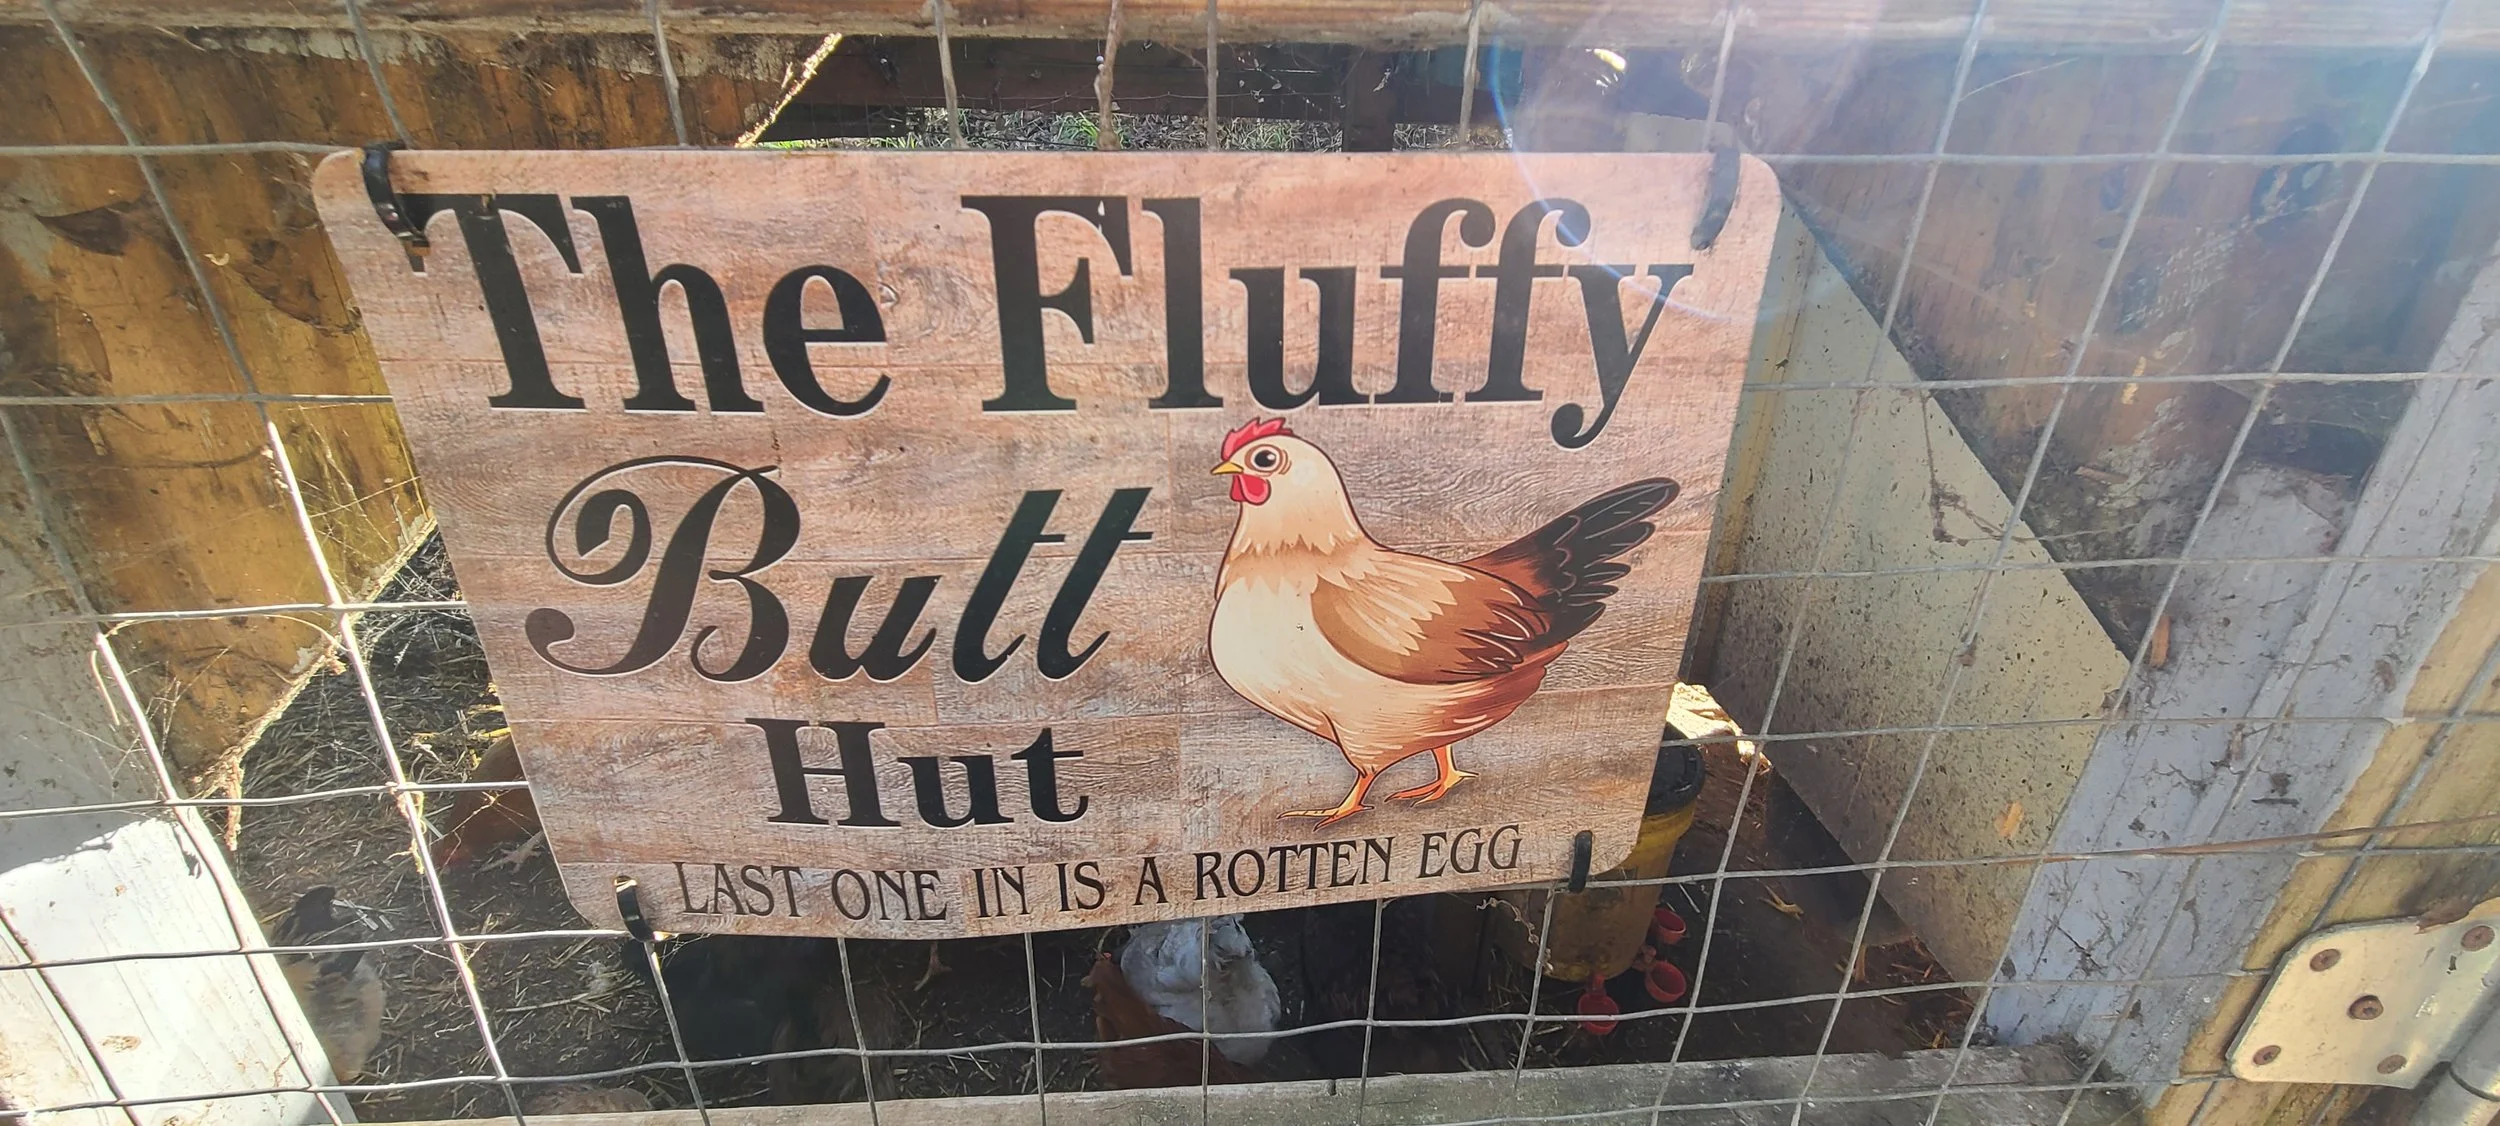 The Fluffy
Butt
Hut
LAST ONE IN IS A ROTTEN EGG